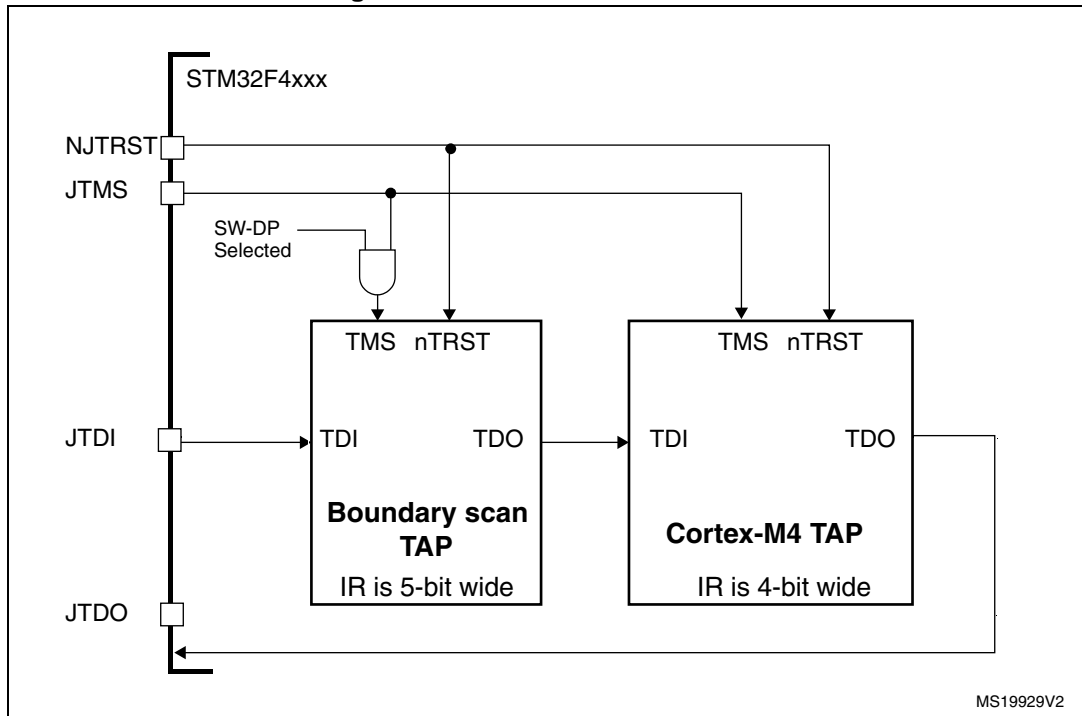 STM32F4xxx
NJTRST
JTMS
SW-DP
Selected
TMS nTRST
TMS nTRST
JTDI
TDI
TDO
TDI
TDO
Boundary scan
TAP
Cortex-M4 TAP
IR is 5-bit wide
IR is 4-bit wide
JTDO
MS19929V2